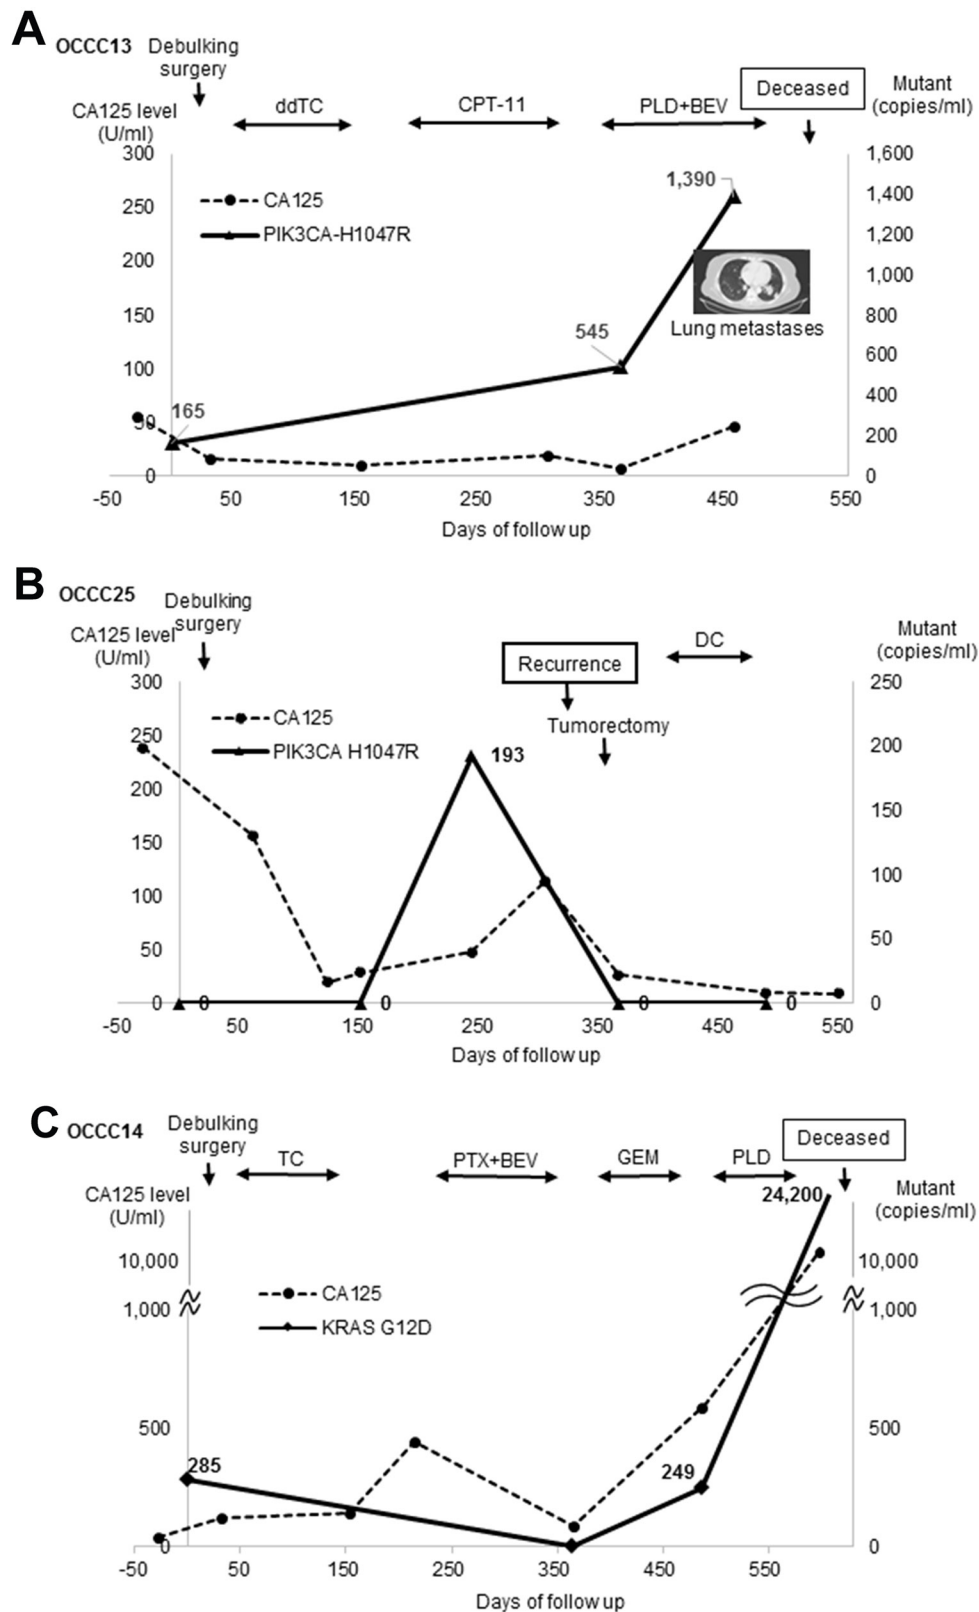 A
OCCC13
Debulking
surgery
ddTC
CPT-11
PLD+BEV
Deceased
CA125 level
(U/ml)
Mutant
(copies/ml)
300
250
200
150
100
50
0
1,600
1,400
1,200
1,000
800
600
400
200
0
CA125
PIK3CA-H1047R
165
545
1,390
Lung metastases
-50
50
150
250
350
450
550
Days of follow up
B
OCCC25
Debulking
surgery
Recurrence
Tumorectomy
DC
CA125 level
(U/ml)
Mutant
(copies/ml)
300
250
200
150
100
50
0
250
200
150
100
50
0
CA125
PIK3CA H1047R
193
0
0
0
0
-50
50
150
250
350
450
550
Days of follow up
C
OCCC14
Debulking
surgery
TC
PTX+BEV
GEM
PLD
Deceased
CA125 level
(U/ml)
Mutant
(copies/ml)
10,000
1,000
500
0
10,000
1,000
500
0
CA125
KRAS G12D
285
249
24,200
-50
50
150
250
350
450
550
Days of follow up